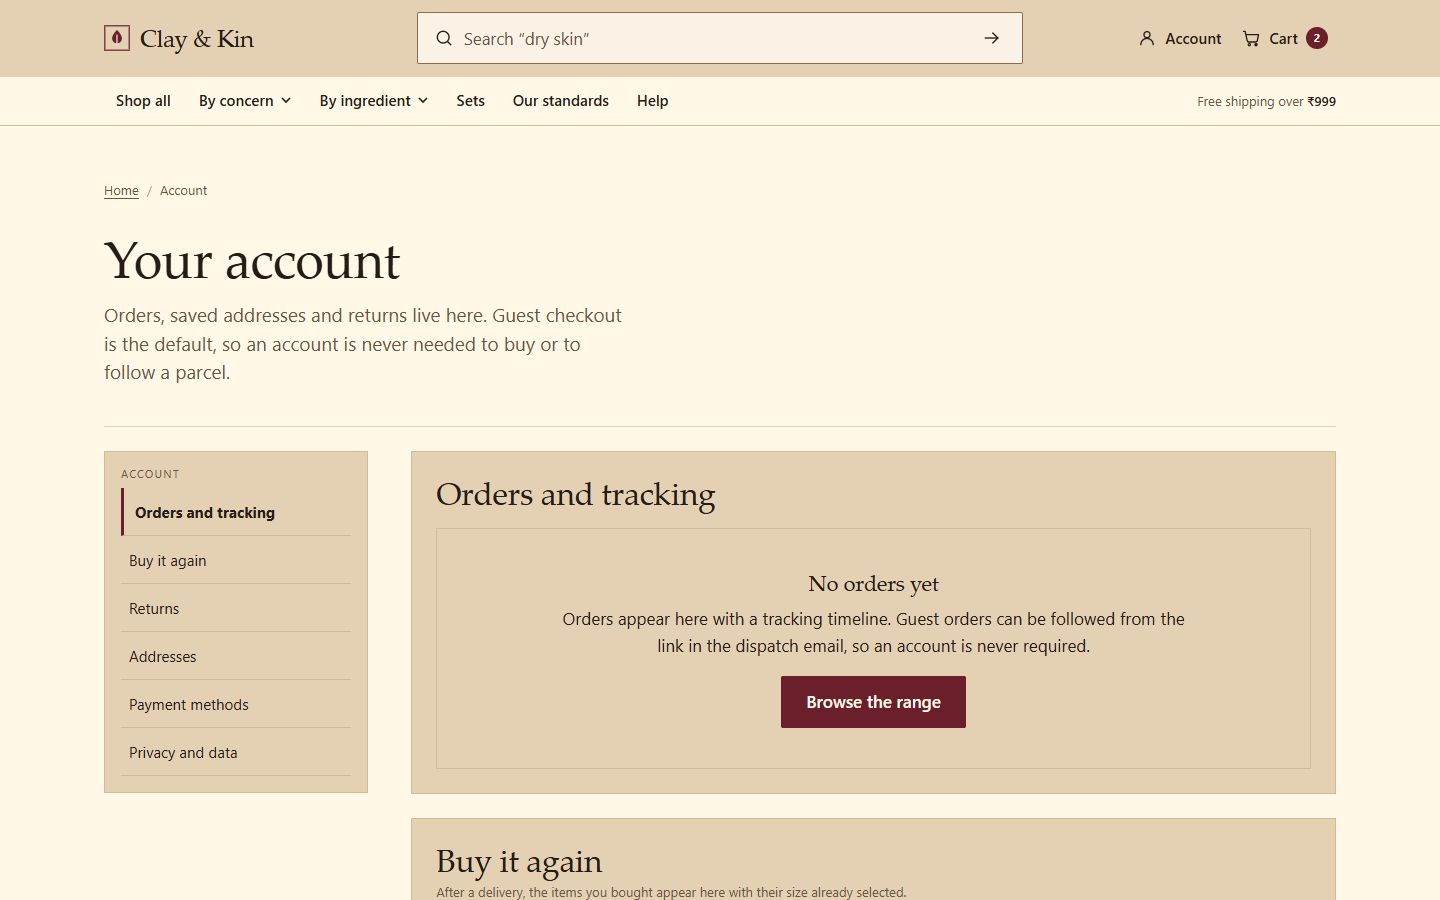 Clay & Kin
Search “dry skin”
Account
Cart 2
Shop all
By concern
By ingredient
Sets
Our standards
Help
Free shipping over ₹999
Home / Account
Your account
Orders, saved addresses and returns live here. Guest checkout
is the default, so an account is never needed to buy or to
follow a parcel.
ACCOUNT
Orders and tracking
Buy it again
Returns
Addresses
Payment methods
Privacy and data
Orders and tracking
No orders yet
Orders appear here with a tracking timeline. Guest orders can be followed from the
link in the dispatch email, so an account is never required.
Browse the range
Buy it again
After a delivery, the items you bought appear here with their size already selected.